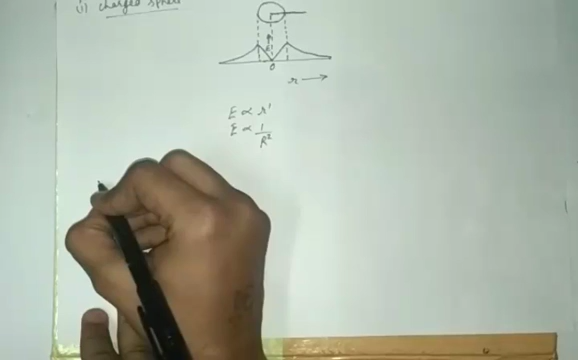 i) charged sphere
E
o
r →
E ∝ r'
E ∝ 1/R²